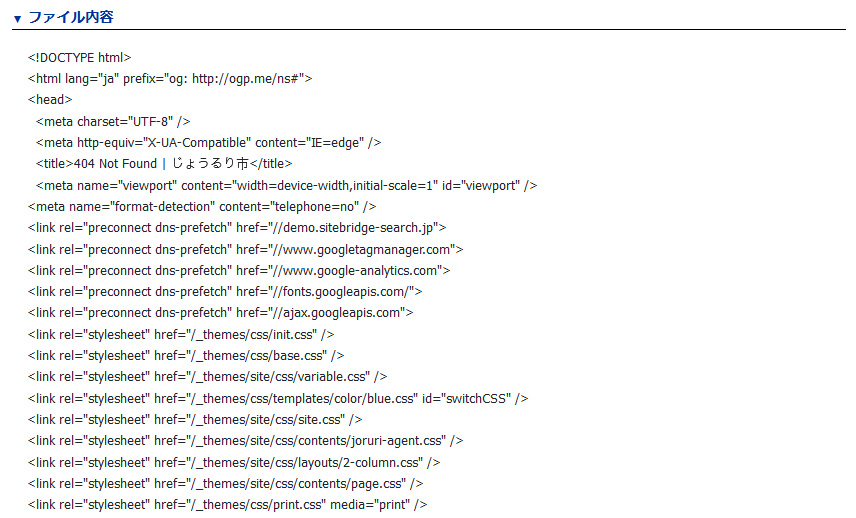 ▼ ファイル内容
<!DOCTYPE html>
<html lang="ja" prefix="og: http://ogp.me/ns#">
<head>
<meta charset="UTF-8" />
<meta http-equiv="X-UA-Compatible" content="IE=edge" />
<title>404 Not Found | じょうるり市</title>
<meta name="viewport" content="width=device-width,initial-scale=1" id="viewport" />
<meta name="format-detection" content="telephone=no" />
<link rel="preconnect dns-prefetch" href="//demo.sitebridge-search.jp">
<link rel="preconnect dns-prefetch" href="//www.googletagmanager.com">
<link rel="preconnect dns-prefetch" href="//www.google-analytics.com">
<link rel="preconnect dns-prefetch" href="//fonts.googleapis.com/">
<link rel="preconnect dns-prefetch" href="//ajax.googleapis.com">
<link rel="stylesheet" href="/_themes/css/init.css" />
<link rel="stylesheet" href="/_themes/css/base.css" />
<link rel="stylesheet" href="/_themes/site/css/variable.css" />
<link rel="stylesheet" href="/_themes/css/templates/color/blue.css" id="switchCSS" />
<link rel="stylesheet" href="/_themes/site/css/site.css" />
<link rel="stylesheet" href="/_themes/site/css/contents/joruri-agent.css" />
<link rel="stylesheet" href="/_themes/site/css/layouts/2-column.css" />
<link rel="stylesheet" href="/_themes/site/css/contents/page.css" />
<link rel="stylesheet" href="/_themes/css/print.css" media="print" />